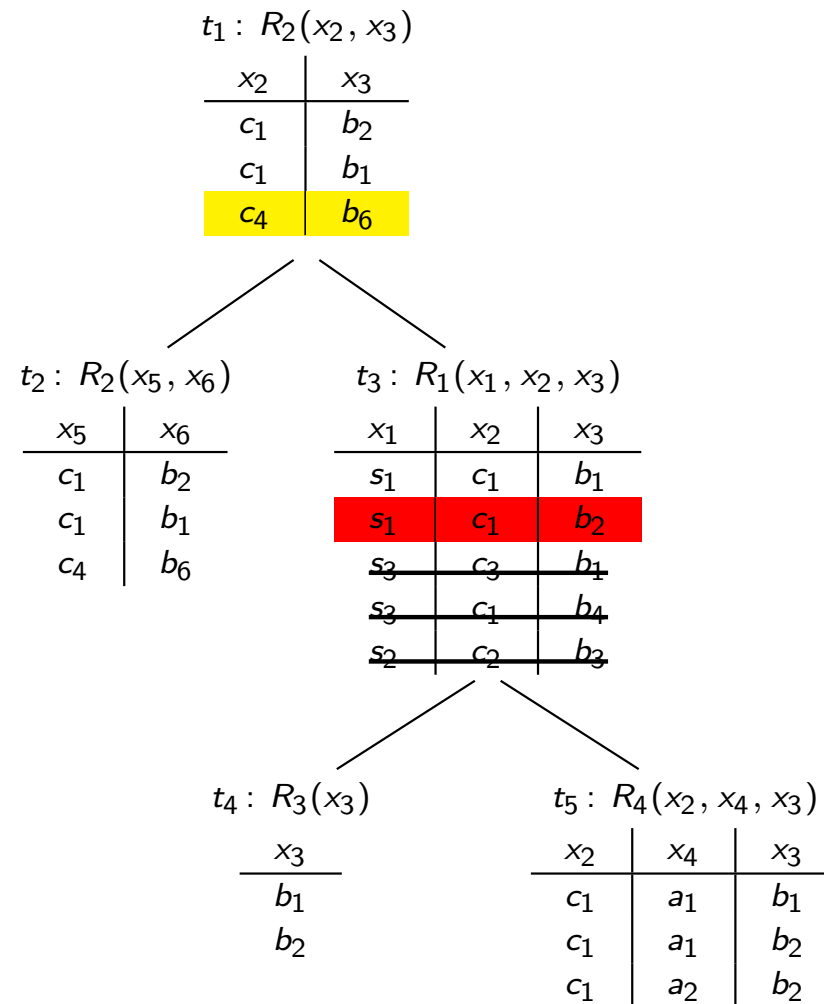 t₁ : R₂(x₂, x₃)
x₂ x₃
c₁ b₂
c₁ b₁
c₄ b₆
t₂ : R₂(x₅, x₆) t₃ : R₁(x₁, x₂, x₃)
x₅ x₆ x₁ x₂ x₃
c₁ b₂ s₁ c₁ b₁
c₁ b₁ s₁ c₁ b₂
c₄ b₆ s₃ c₃ b₁
s₃ c₁ b₄
s₂ c₂ b₃
t₄ : R₃(x₃) t₅ : R₄(x₂, x₄, x₃)
x₃ x₂ x₄ x₃
b₁ c₁ a₁ b₁
b₂ c₁ a₁ b₂
c₁ a₂ b₂